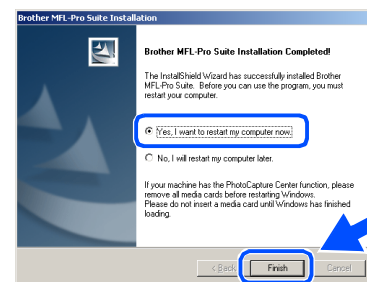 Brother MFL-Pro Suite Installation
Brother MFL-Pro Suite Installation Completed!
The InstallShield Wizard has successfully installed Brother
MFL-Pro Suite. Before you can use the program, you must
restart your computer.
Yes, I want to restart my computer now.
No, I will restart my computer later.
If your machine has the PhotoCapture Center function, please
remove all media cards before restarting Windows.
Please do not insert a media card until Windows has finished
loading.
< Back Finish Cancel